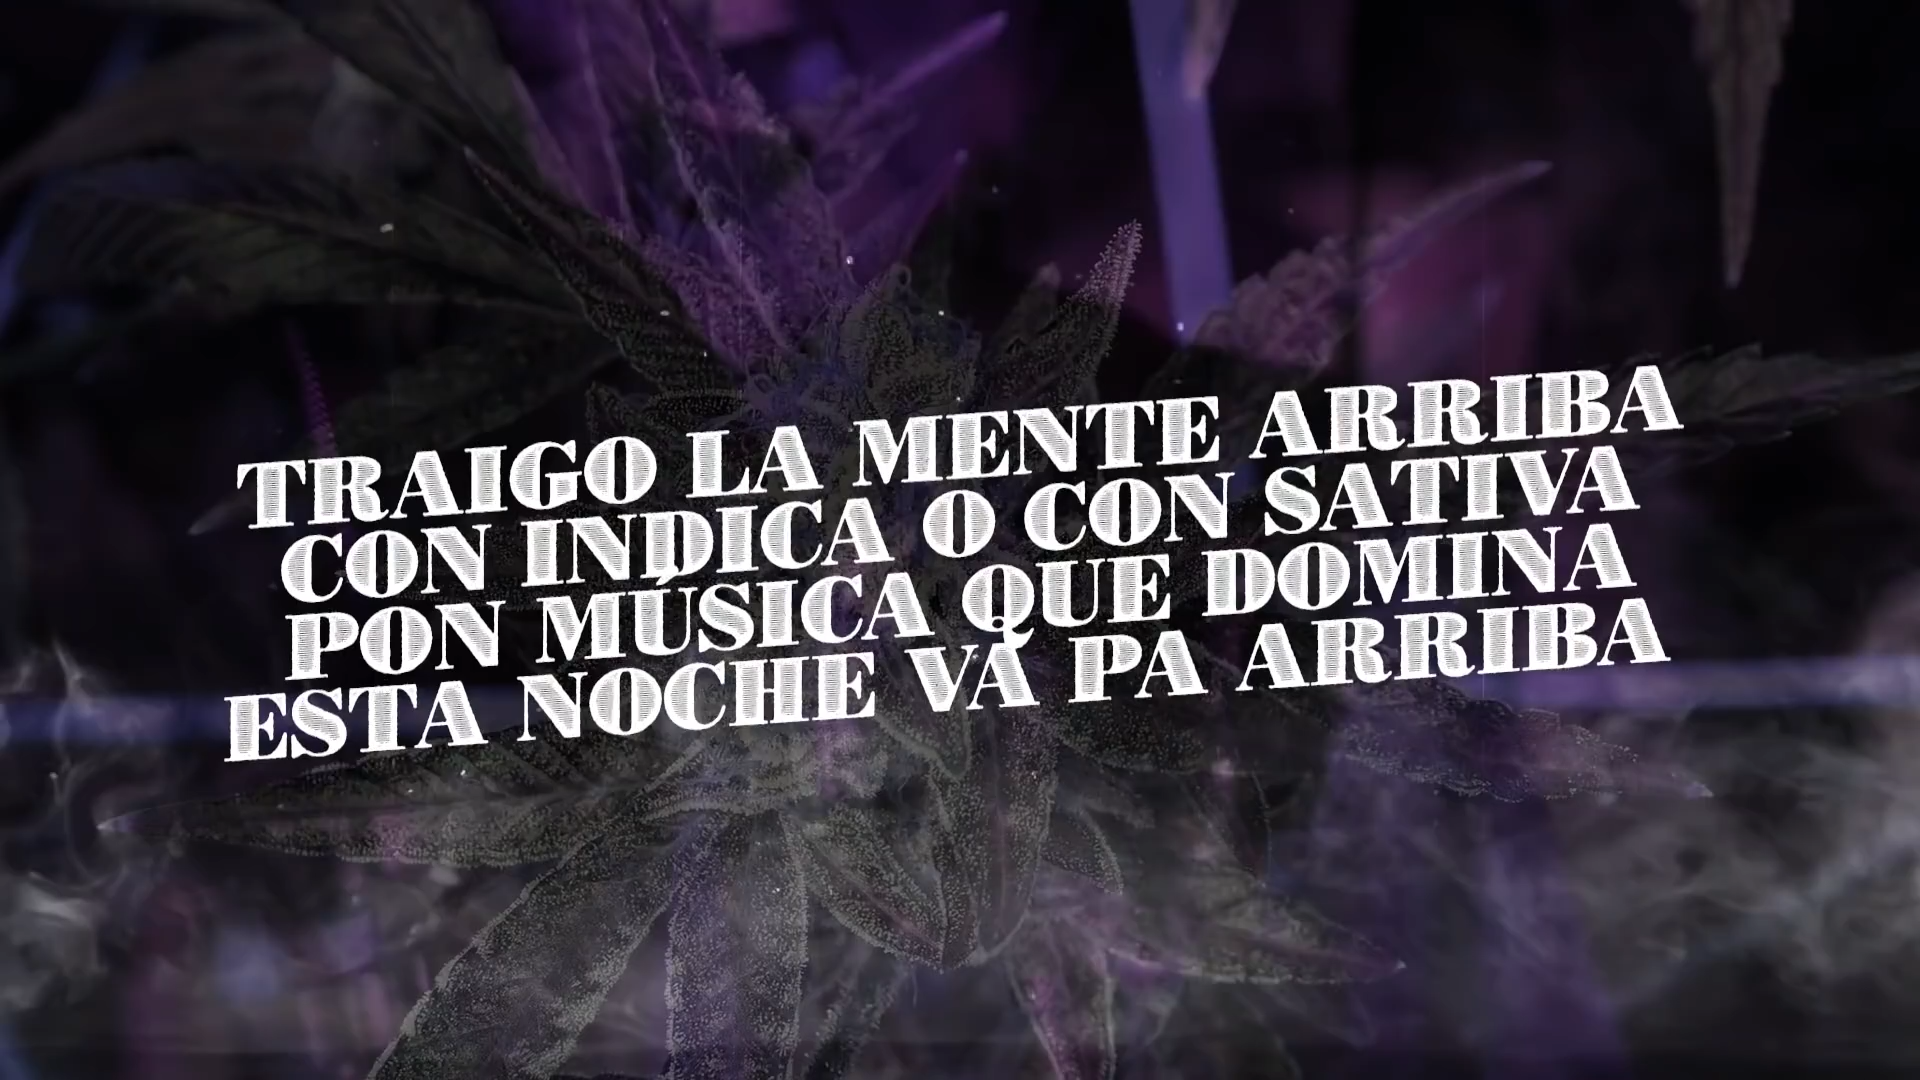 TRAIGO LA MENTE ARRIBA
CON INDICA O CON SATIVA
PON MÚSICA QUE DOMINA
ESTA NOCHE VA PA ARRIBA